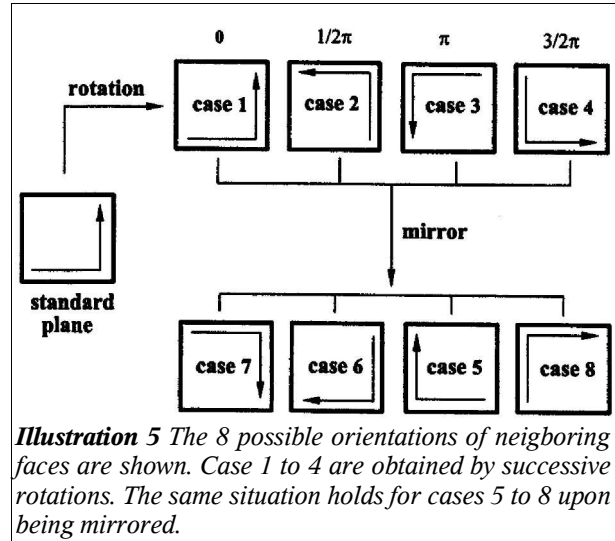 0 1/2π π 3/2π
rotation
case 1 case 2 case 3 case 4
mirror
standard
plane
case 7 case 6 case 5 case 8
Illustration 5 The 8 possible orientations of neigboring
faces are shown. Case 1 to 4 are obtained by successive
rotations. The same situation holds for cases 5 to 8 upon
being mirrored.